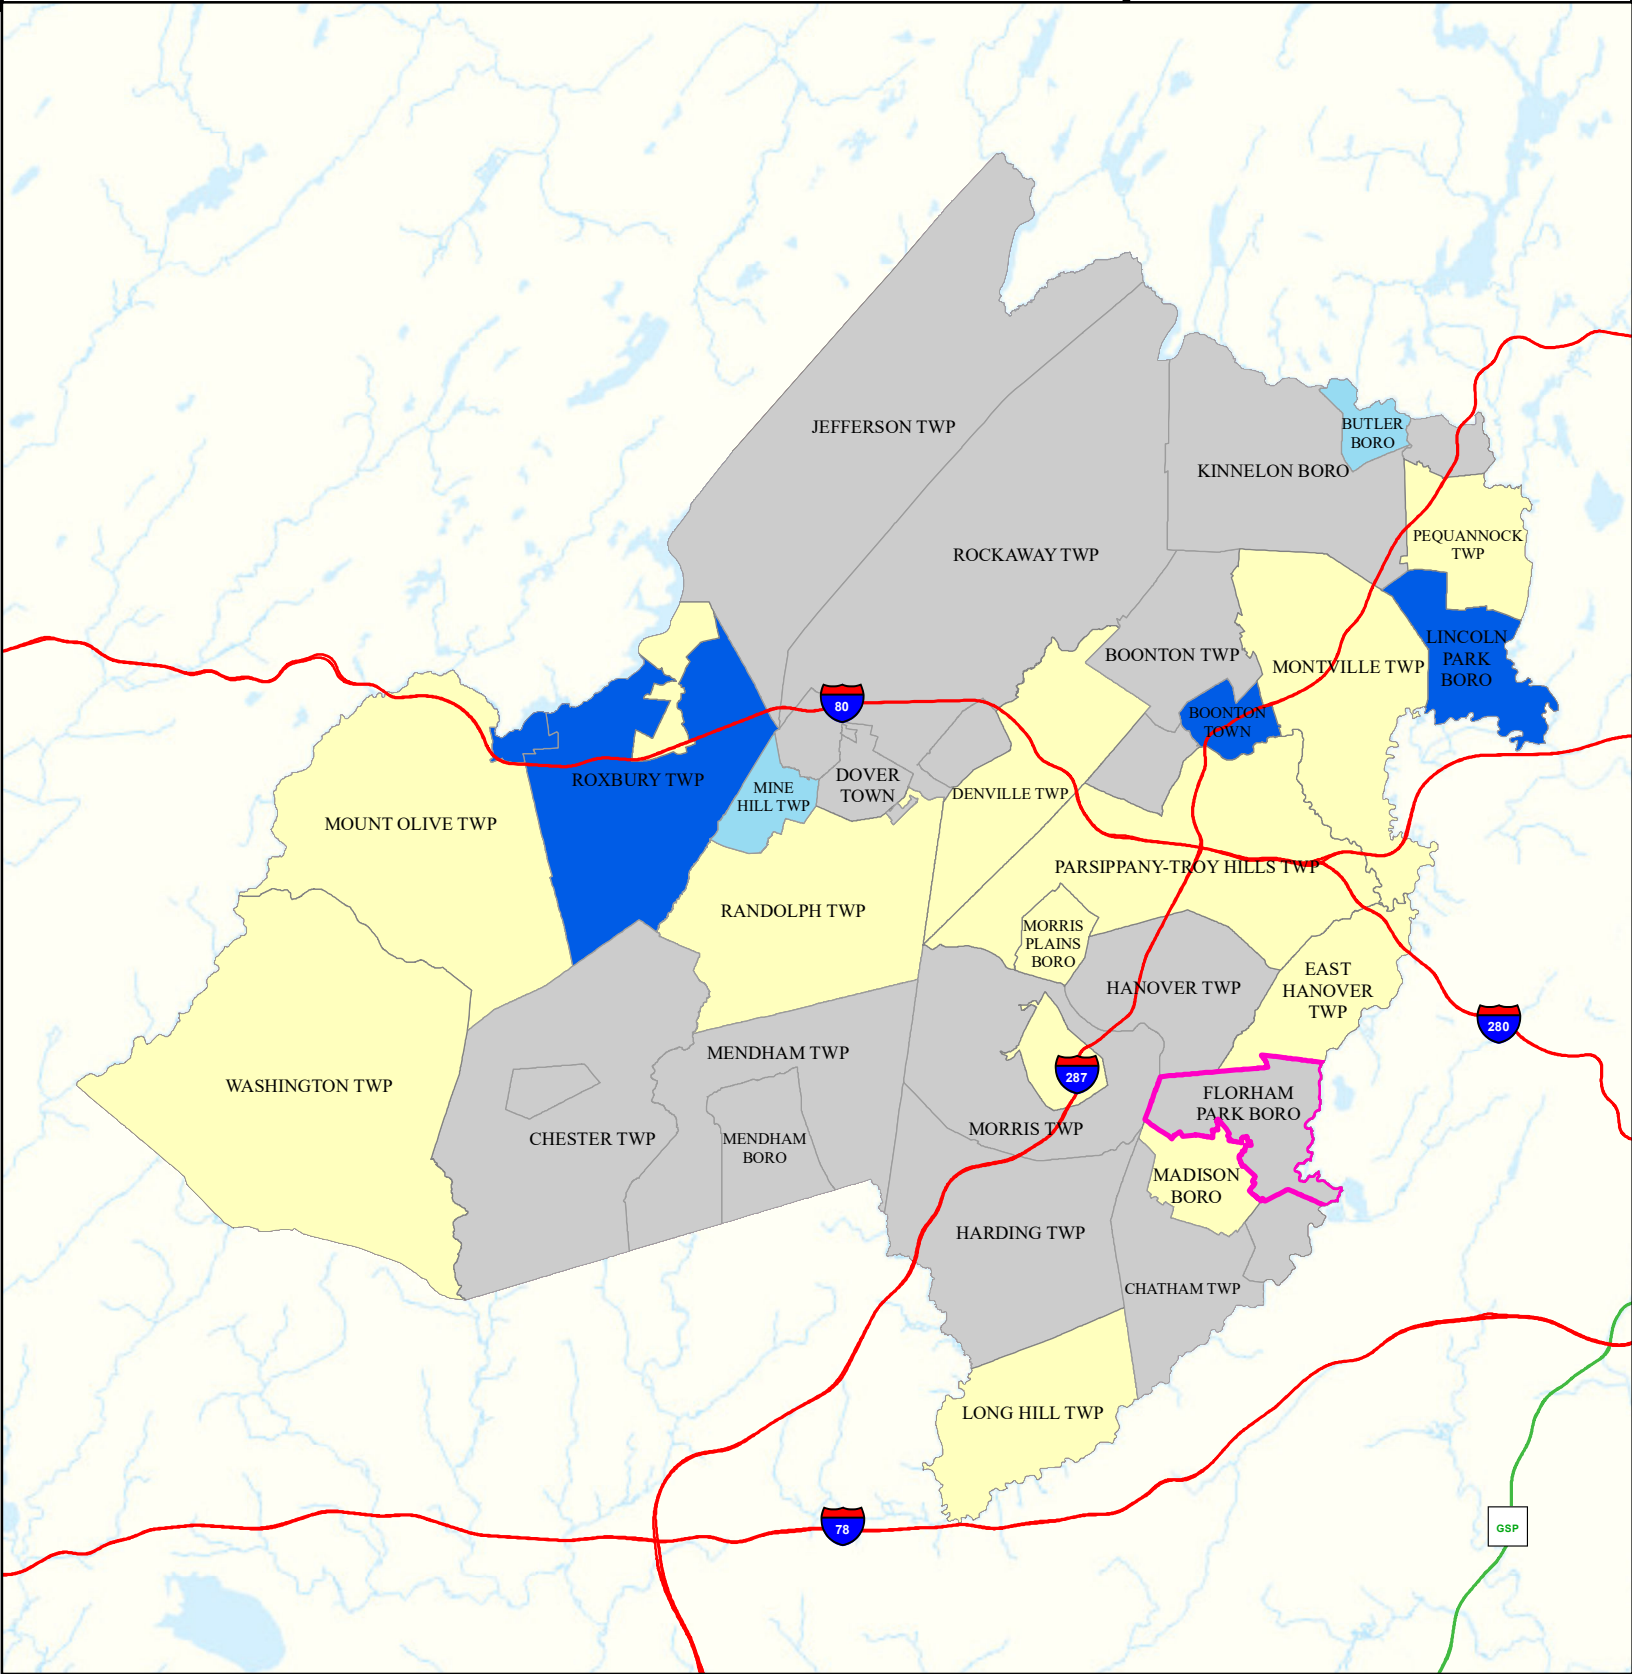 JEFFERSON TWP
BUTLER
BORO
KINNELON BORO
PEQUANNOCK
TWP
ROCKAWAY TWP
LINCOLN
PARK
BORO
BOONTON TWP
MONTVILLE TWP
80
BOONTON
TOWN
ROXBURY TWP
DOVER
TOWN
MINE
HILL TWP
DENVILLE TWP
MOUNT OLIVE TWP
PARSIPPANY-TROY HILLS TWP
RANDOLPH TWP
MORRIS
PLAINS
BORO
EAST
HANOVER
TWP
HANOVER TWP
280
MENDHAM TWP
287
WASHINGTON TWP
FLORHAM
PARK BORO
MORRIS TWP
CHESTER TWP
MENDHAM
BORO
MADISON
BORO
HARDING TWP
CHATHAM TWP
LONG HILL TWP
78
GSP